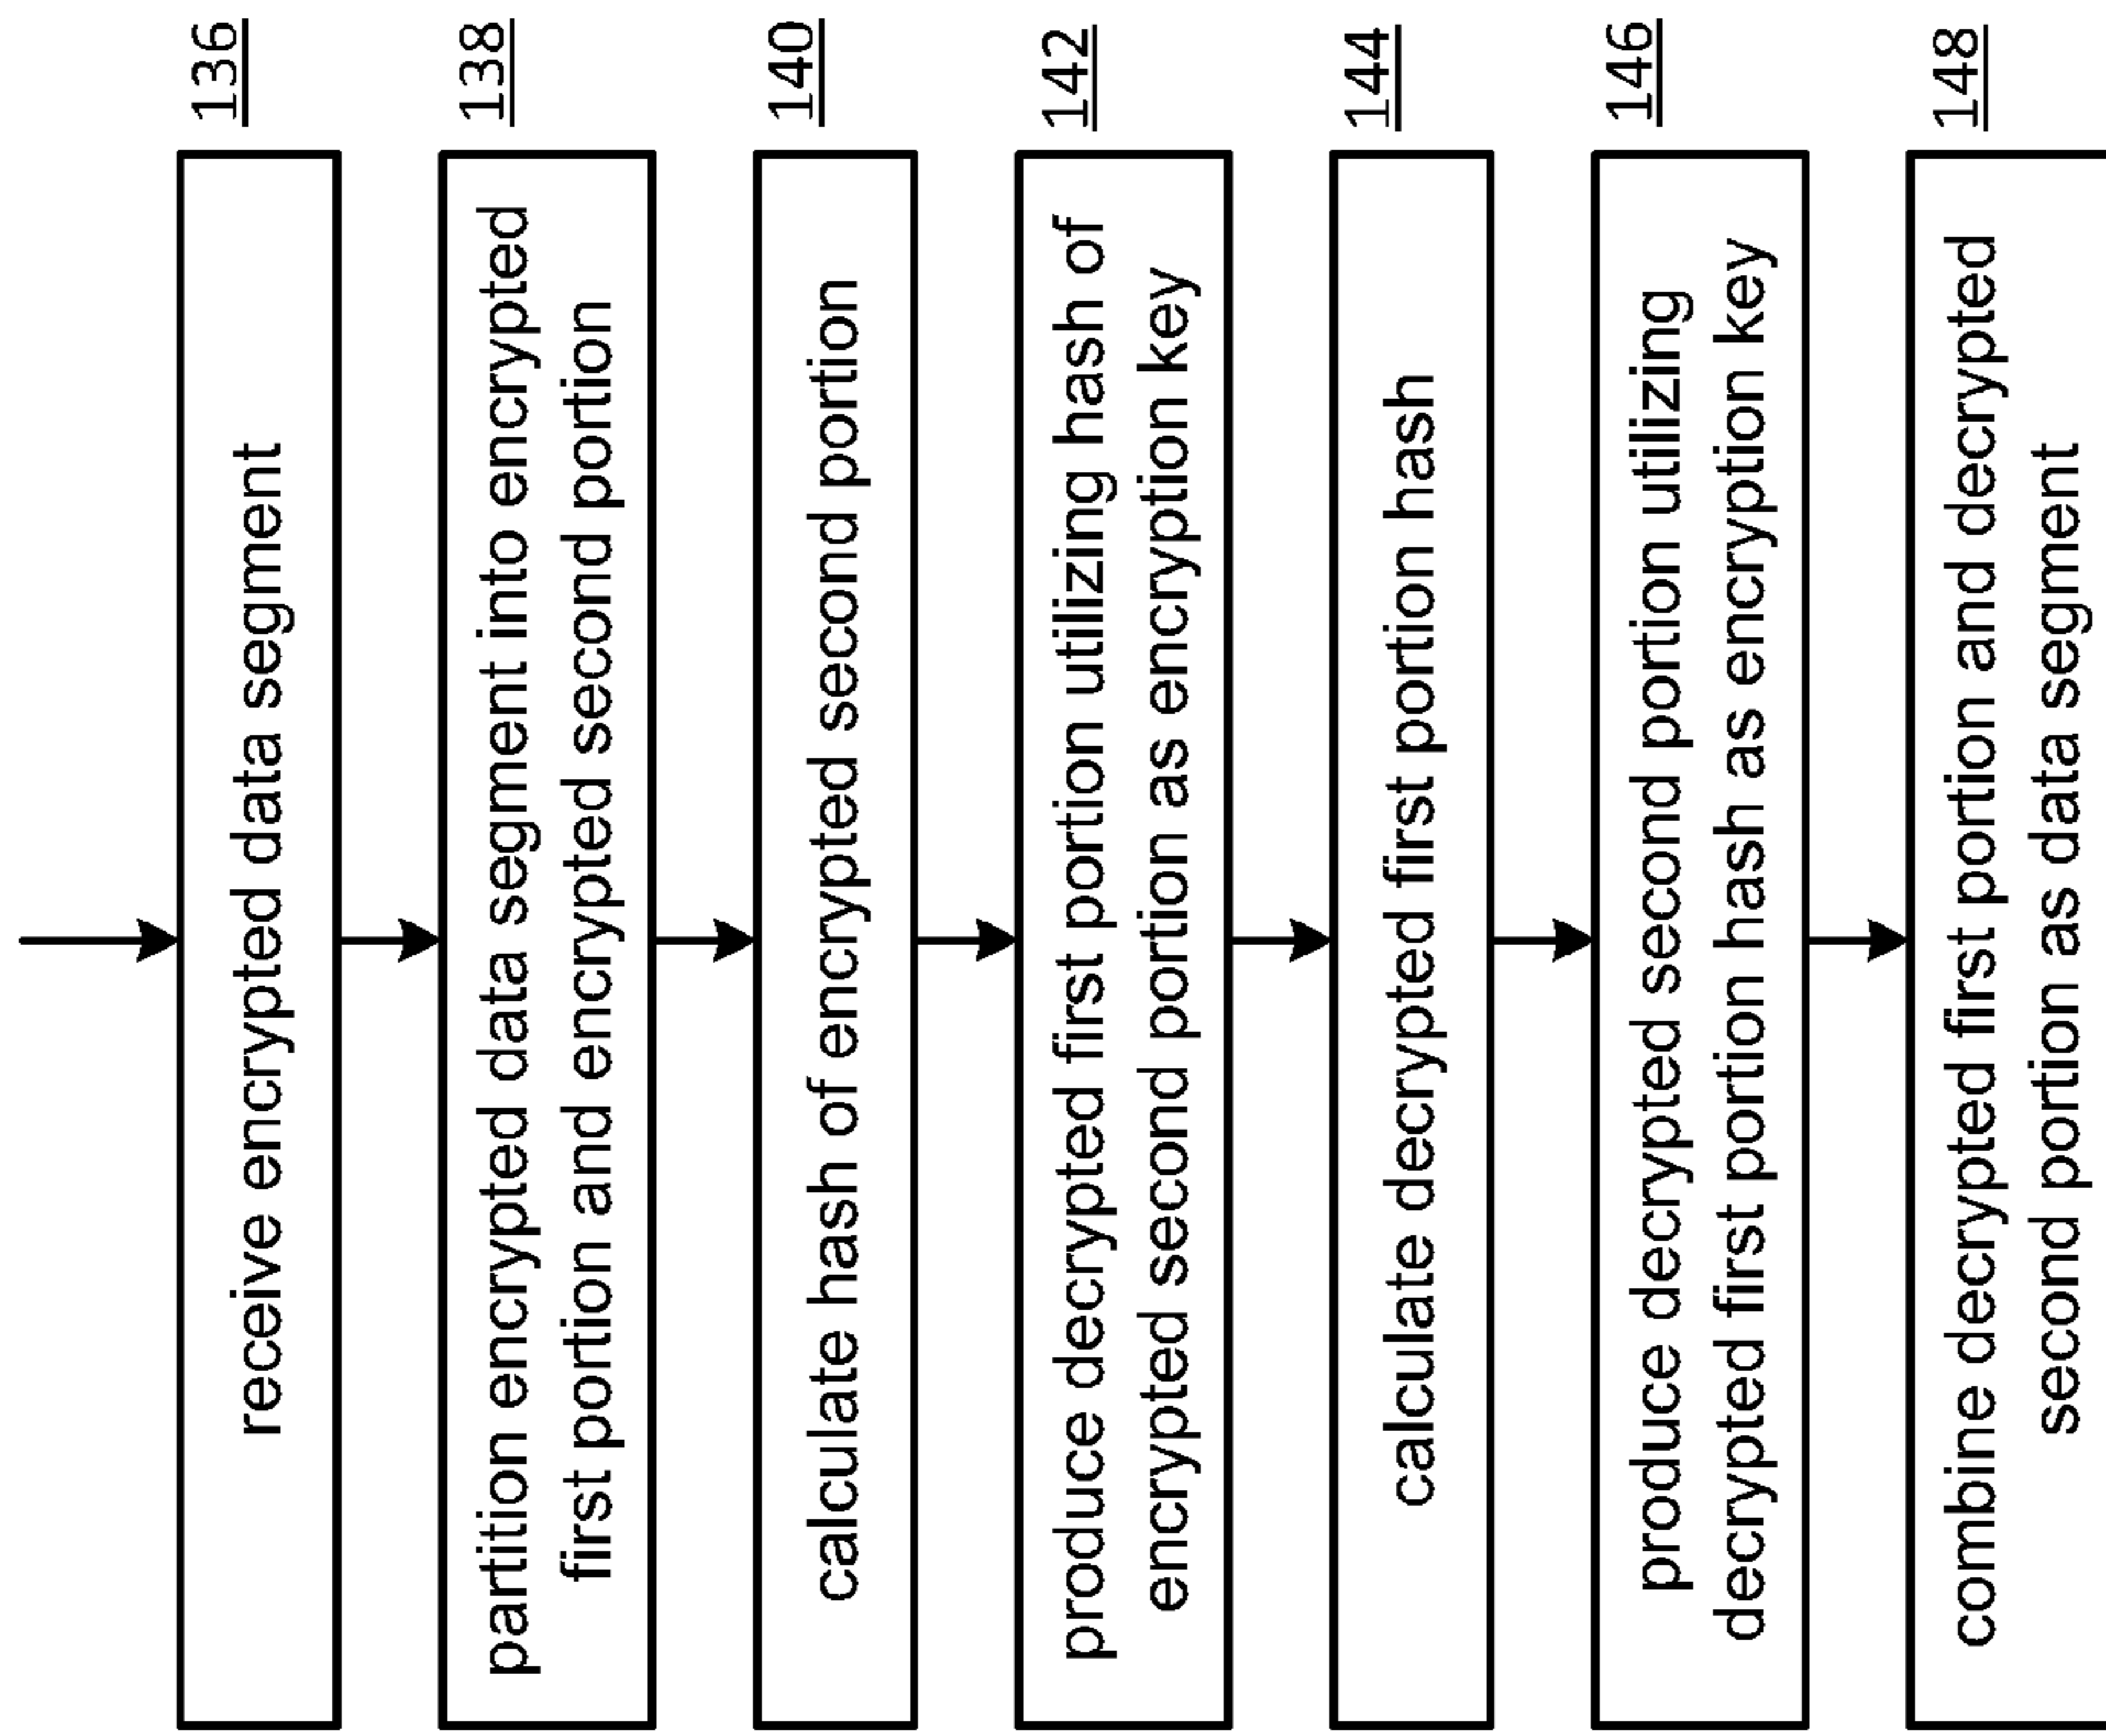 136
receive encrypted data segment
138
partition encrypted data segment into encrypted
first portion and encrypted second portion
140
calculate hash of encrypted second portion
142
produce decrypted first portion utilizing hash of
encrypted second portion as encryption key
144
calculate decrypted first portion hash
146
produce decrypted second portion utilizing
decrypted first portion hash as encryption key
148
combine decrypted first portion and decrypted
second portion as data segment